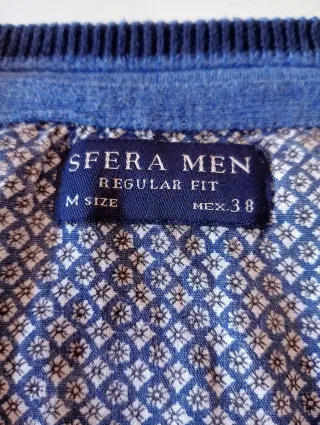 SFERA MEN
REGULAR FIT
M SIZE MEX.38